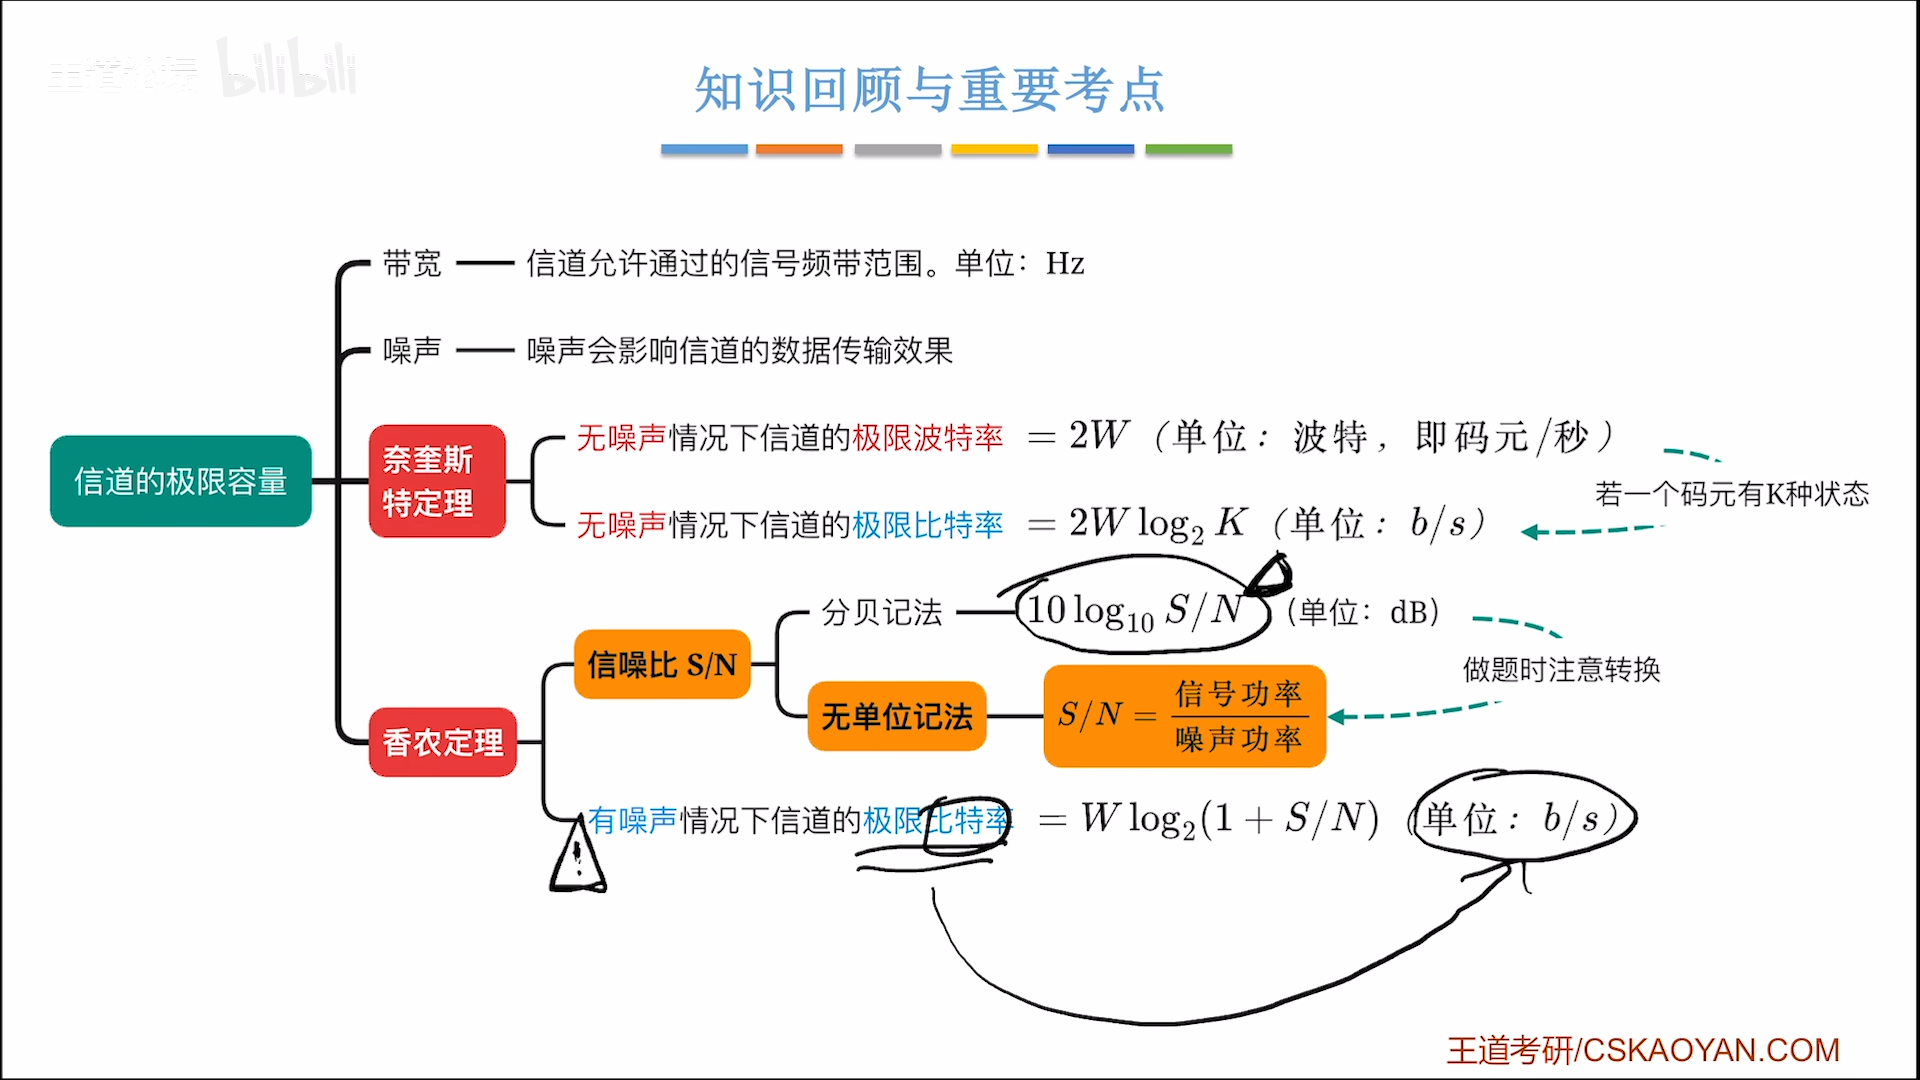 王道论坛 bilibili
知识回顾与重要考点
带宽 信道允许通过的信号频带范围。单位：Hz
噪声 噪声会影响信道的数据传输效果
信道的极限容量
奈奎斯
特定理
无噪声情况下信道的极限波特率 = 2W（单位：波特，即码元/秒）
若一个码元有K种状态
无噪声情况下信道的极限比特率 = 2W log₂ K（单位：b/s）
分贝记法 10 log₁₀ S/N （单位：dB）
信噪比 S/N
做题时注意转换
无单位记法 S/N = 信号功率
噪声功率
香农定理
有噪声情况下信道的极限比特率 = W log₂(1 + S/N)（单位：b/s）
王道考研/CSKAOYAN.COM